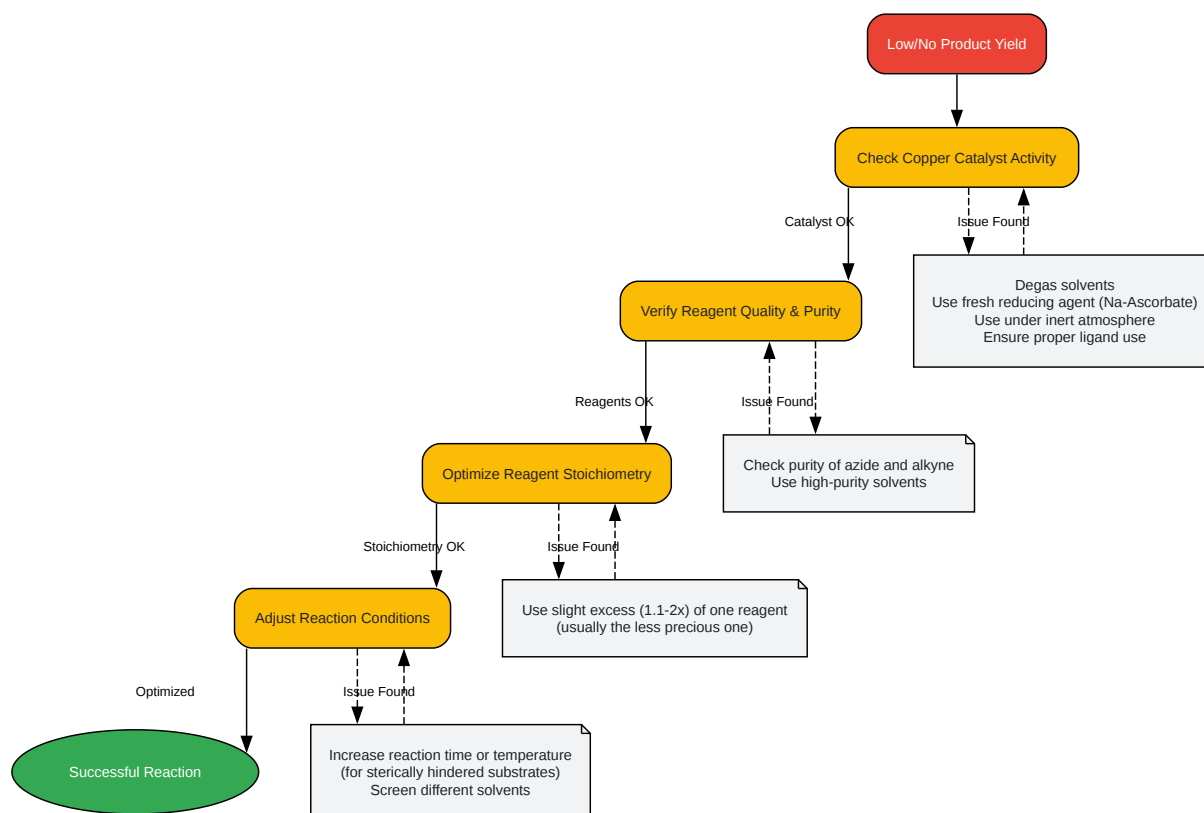 Low/No Product Yield
Check Copper Catalyst Activity
Catalyst OK
Issue Found
Degas solvents
Use fresh reducing agent (Na-Ascorbate)
Use under inert atmosphere
Ensure proper ligand use
Verify Reagent Quality & Purity
Reagents OK
Issue Found
Check purity of azide and alkyne
Use high-purity solvents
Optimize Reagent Stoichiometry
Stoichiometry OK
Issue Found
Use slight excess (1.1-2x) of one reagent
(usually the less precious one)
Adjust Reaction Conditions
Optimized
Issue Found
Increase reaction time or temperature
(for sterically hindered substrates)
Screen different solvents
Successful Reaction